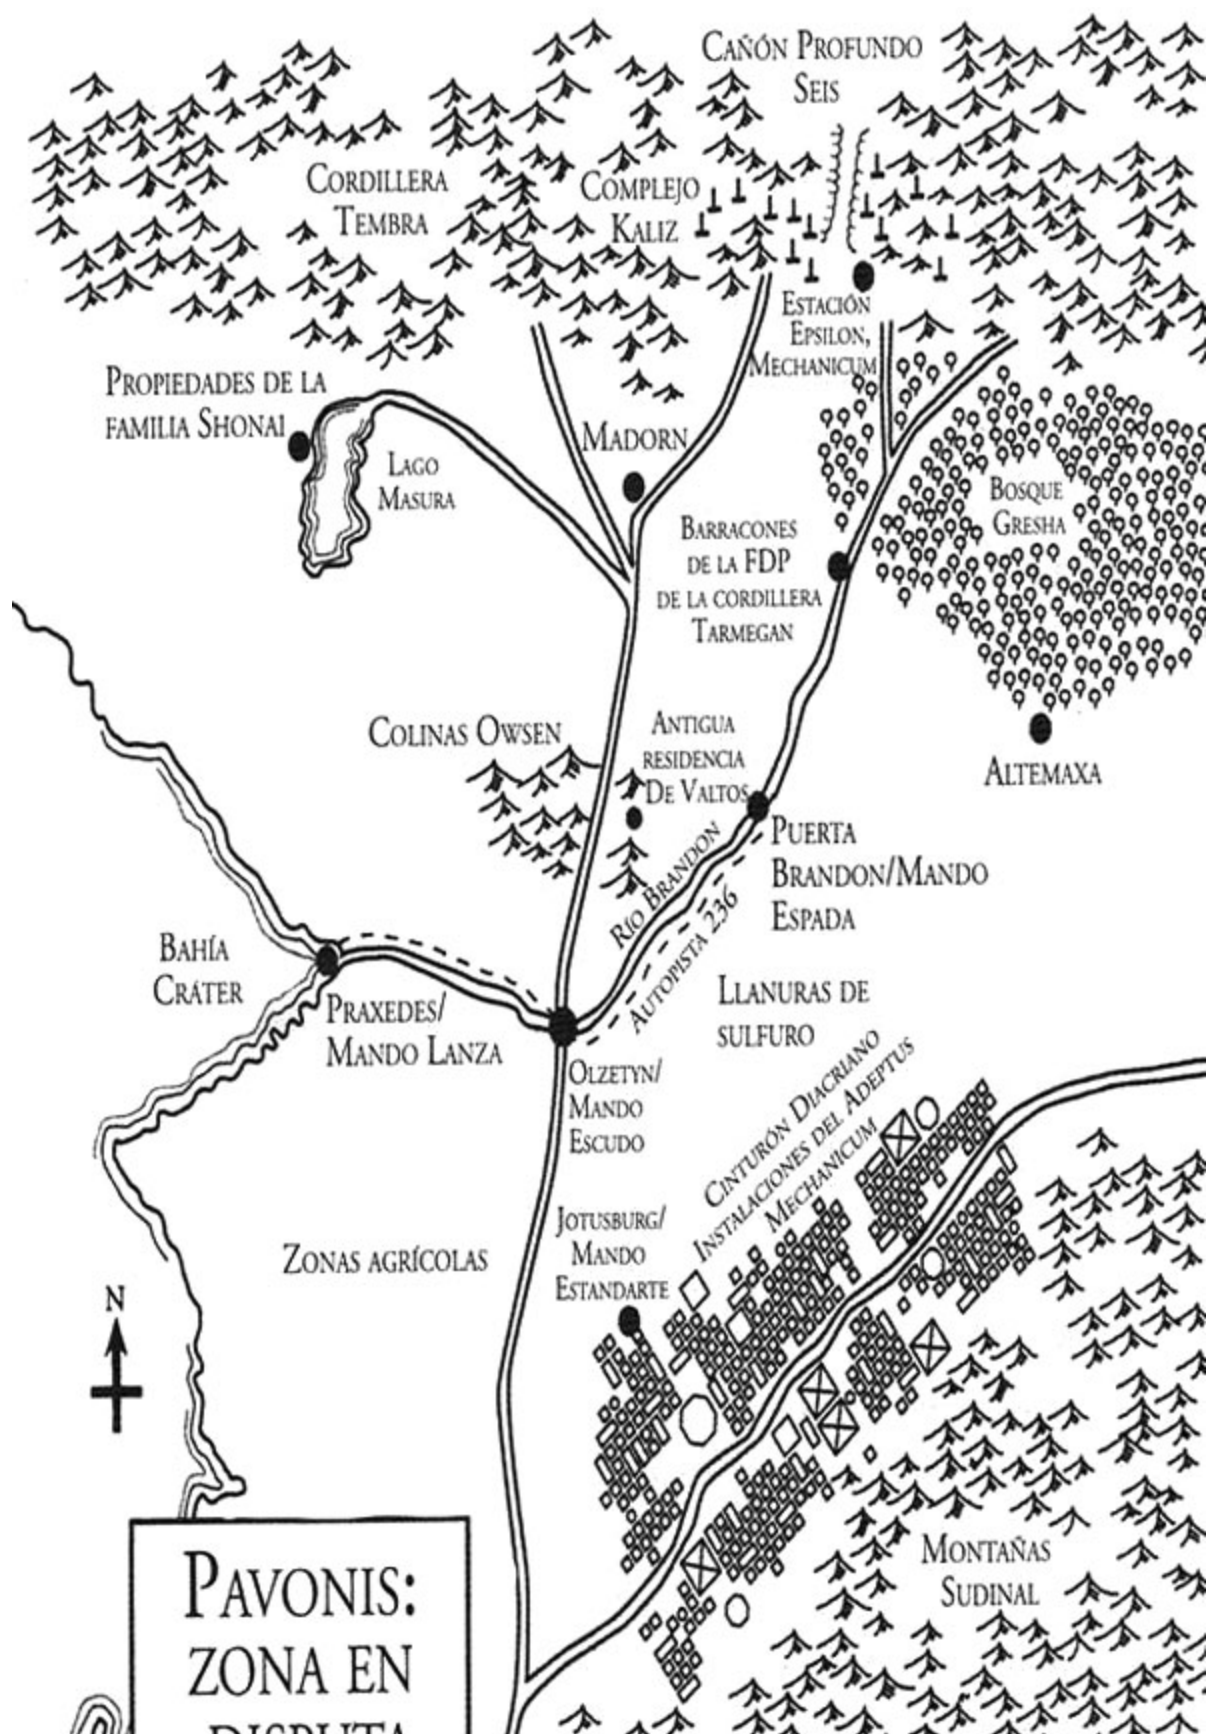 CAÑÓN PROFUNDO
SEIS
CORDILLERA
TEMBRA
COMPLEJO
KALIZ
ESTACIÓN
EPSILON,
MECHANICUM
PROPIEDADES DE LA
FAMILIA SHONAI
LAGO
MASURA
MADORN
BARRACONES
DE LA FDP
DE LA CORDILLERA
TARMEGAN
BOSQUE
GRESHA
COLINAS OWSEN
ANTIGUA
RESIDENCIA
DE VALTOS
ALTEMAXA
PUERTA
BRANDON/MANDO
ESPADA
RÍO BRANDON
AUTOPISTA 236
BAHÍA
CRÁTER
PRAXEDES/
MANDO LANZA
LLANURAS DE
SULFURO
OLZETYN/
MANDO
ESCUDO
CINTURÓN DIACRIANO
INSTALACIONES DEL ADEPTUS
MECHANICUM
JOTUSBURG/
MANDO
ESTANDARTE
ZONAS AGRÍCOLAS
N
MONTAÑAS
SUDINAL
PAVONIS:
ZONA EN
DISPUTA